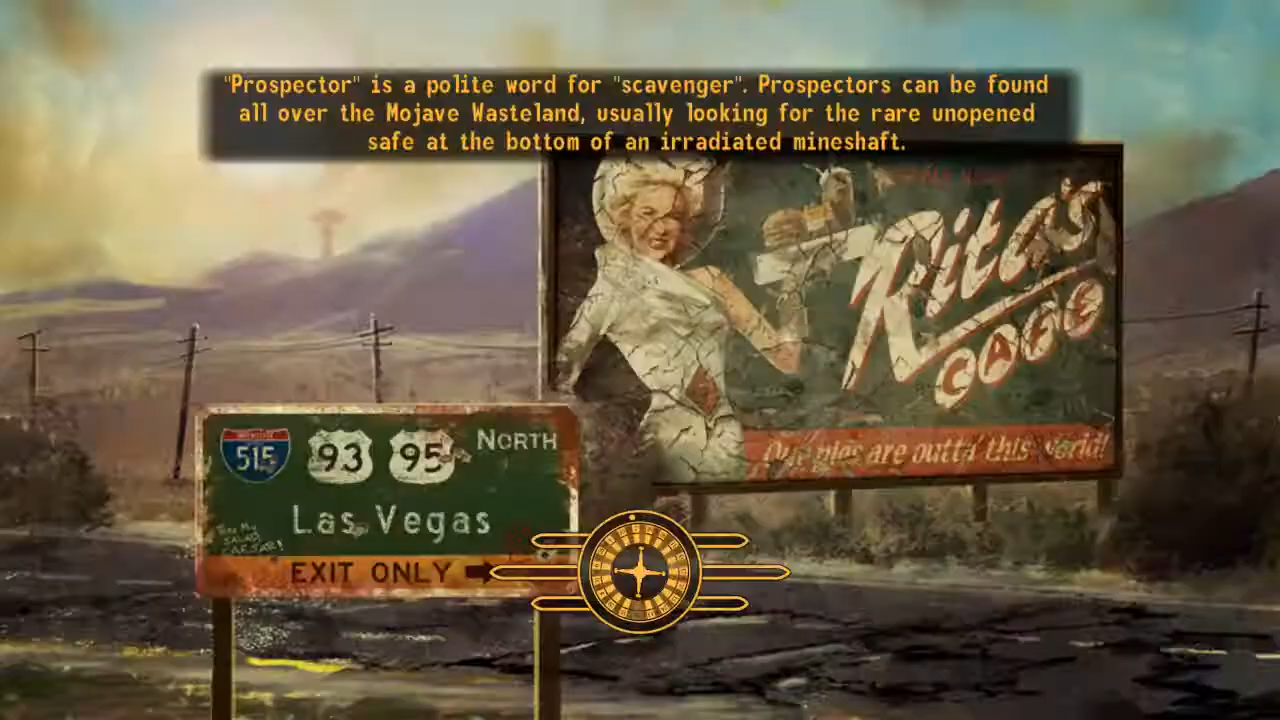 "Prospector" is a polite word for "scavenger". Prospectors can be found
all over the Mojave Wasteland, usually looking for the rare unopened
safe at the bottom of an irradiated mineshaft.
Rita's
CAFE
Our pies are outta' this world!
515 93 95 NORTH
Las Vegas
EXIT ONLY